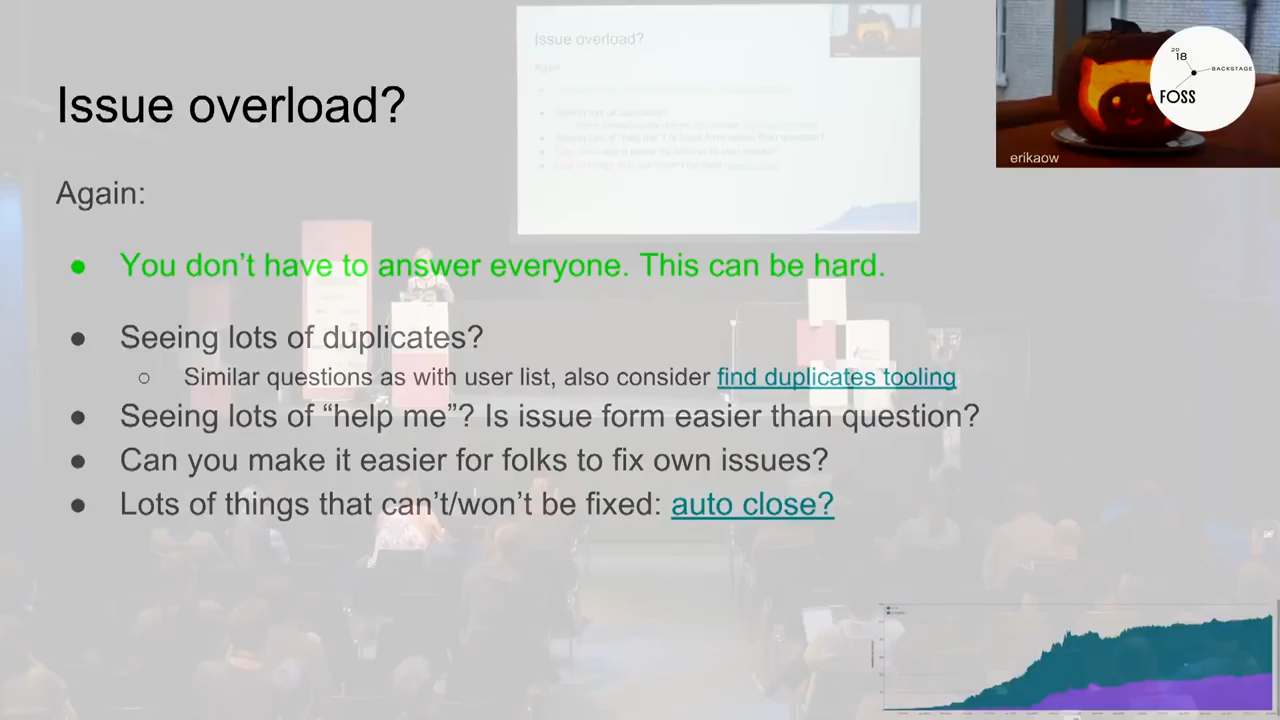 Issue overload?
Again:
You don't have to answer everyone. This can be hard.
Seeing lots of duplicates?
Similar questions as with user list, also consider find duplicates tooling
Seeing lots of “help me”? Is issue form easier than question?
Can you make it easier for folks to fix own issues?
Lots of things that can't/won't be fixed: auto close?
erikaow
20
18
BACKSTAGE
FOSS
Issue overload?
Again: